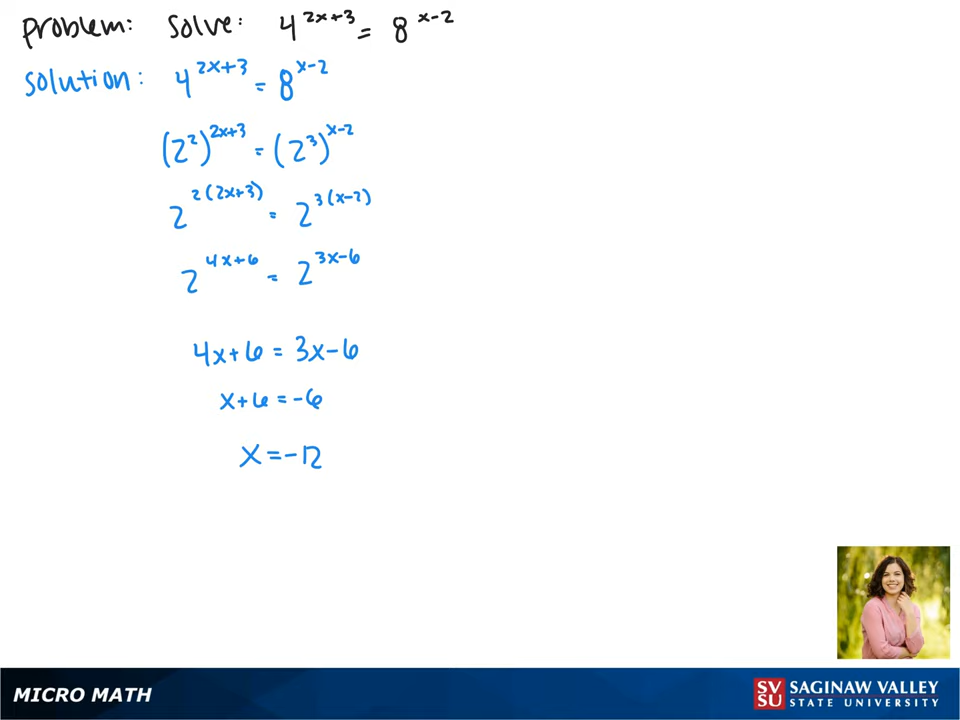 problem: solve: 4^(2x+3) = 8^(x-2)
solution: 4^(2x+3) = 8^(x-2)
(2^2)^(2x+3) = (2^3)^(x-2)
2^(2(2x+3)) = 2^(3(x-2))
2^(4x+6) = 2^(3x-6)
4x+6 = 3x-6
x+6 = -6
x = -12
MICRO MATH
SV SU SAGINAW VALLEY
STATE UNIVERSITY